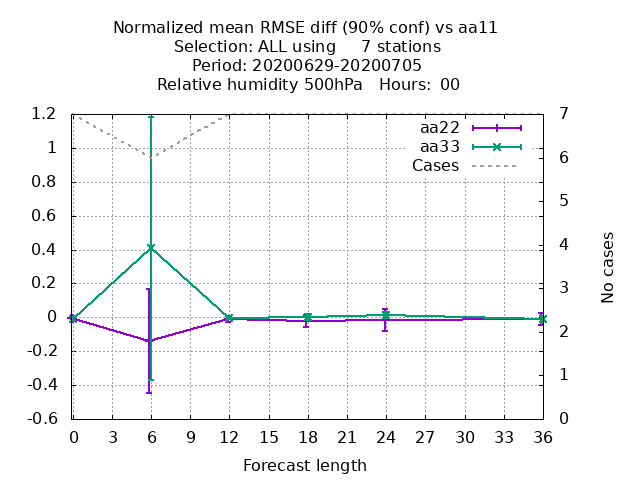 Normalized mean RMSE diff (90% conf) vs aa11
Selection: ALL using 7 stations
Period: 20200629-20200705
Relative humidity 500hPa Hours: 00
1.2
1
0.8
0.6
0.4
0.2
0
-0.2
-0.4
-0.6
aa22
aa33
Cases
7
6
5
4
3
2
1
0
No cases
0 3 6 9 12 15 18 21 24 27 30 33 36
Forecast length